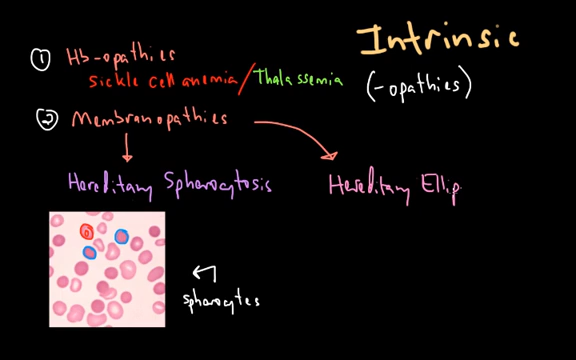 Intrinsic
(-opathies)
① Hb-opathies
Sickle cell anemia / Thalassemia
② Membranopathies
Hereditary Spherocytosis
Hereditary Ellip
spherocytes